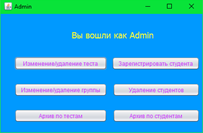 Admin
Вы вошли как Admin
Изменение/удаление теста
Зарегистрировать студента
Изменение/удаление группы
Удаление студентов
Архив по тестам
Архив по студентам